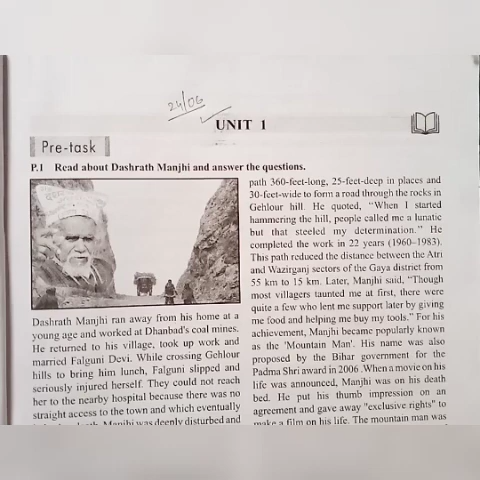 24/06
UNIT 1
Pre-task
P.1 Read about Dashrath Manjhi and answer the questions.
Dashrath Manjhi ran away from his home at a
young age and worked at Dhanbad's coal mines.
He returned to his village, took up work and
married Falguni Devi. While crossing Gehlour
hills to bring him lunch, Falguni slipped and
seriously injured herself. They could not reach
her to the nearby hospital because there was no
straight access to the town and which eventually
Manjhi was deeply disturbed and
path 360-feet-long, 25-feet-deep in places and
30-feet-wide to form a road through the rocks in
Gehlour hill. He quoted, "When I started
hammering the hill, people called me a lunatic
but that steeled my determination." He
completed the work in 22 years (1960–1983).
This path reduced the distance between the Atri
and Wazirganj sectors of the Gaya district from
55 km to 15 km. Later, Manjhi said, "Though
most villagers taunted me at first, there were
quite a few who lent me support later by giving
me food and helping me buy my tools." For his
achievement, Manjhi became popularly known
as the 'Mountain Man'. His name was also
proposed by the Bihar government for the
Padma Shri award in 2006 .When a movie on his
life was announced, Manjhi was on his death
bed. He put his thumb impression on an
agreement and gave away "exclusive rights" to
make a film on his life. The mountain man was